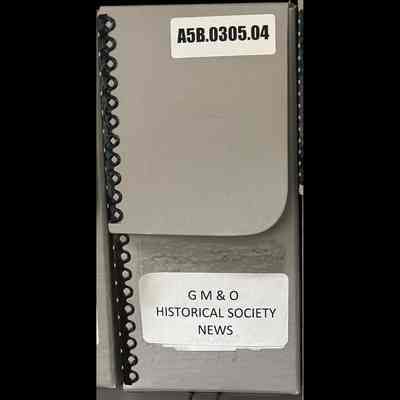 A5B.0305.04
G M & O
HISTORICAL SOCIETY
NEWS